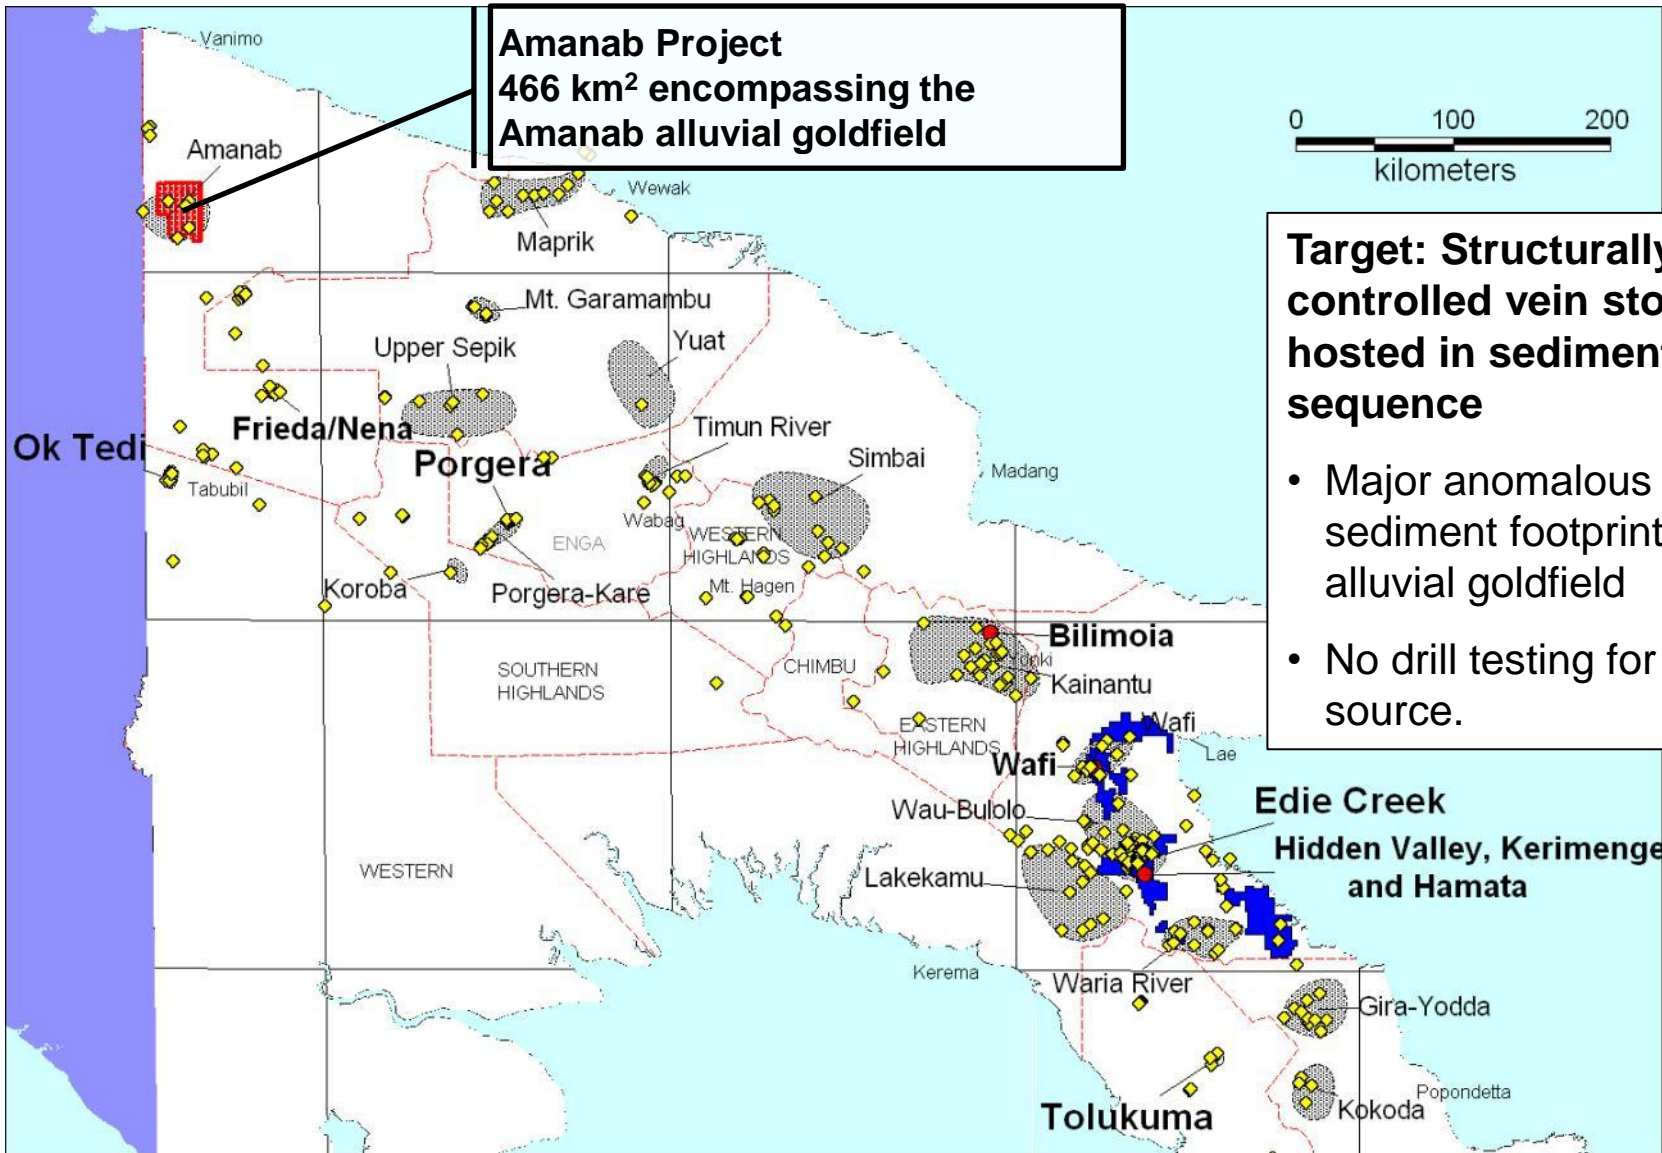 Vanimo
Amanab Project
466 km² encompassing the
Amanab alluvial goldfield
0 100 200
kilometers
Amanab
Wewak
Maprik
Target: Structurally
controlled vein sto
hosted in sediment
sequence
• Major anomalous
sediment footprint
alluvial goldfield
• No drill testing for
source.
Mt. Garamambu
Upper Sepik
Yuat
Frieda/Nena
Timun River
Ok Tedi
Porgera
Simbai
Madang
Tabubil
Wabag
ENGA
WESTERN
HIGHLANDS
Koroba
Porgera-Kare
Mt. Hagen
Bilimoia
SOUTHERN
HIGHLANDS
CHIMBU
Kainantu
EASTERN
HIGHLANDS
Wafi
Lae
Wafi
Wau-Bulolo
Edie Creek
Hidden Valley, Kerimenge
and Hamata
WESTERN
Lakekamu
Kerema
Waria River
Gira-Yodda
Popondetta
Kokoda
Tolukuma